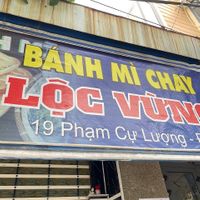 BÁNH MÌ CHAY
LỘC VỪNG
19 Phạm Cự Lượng -